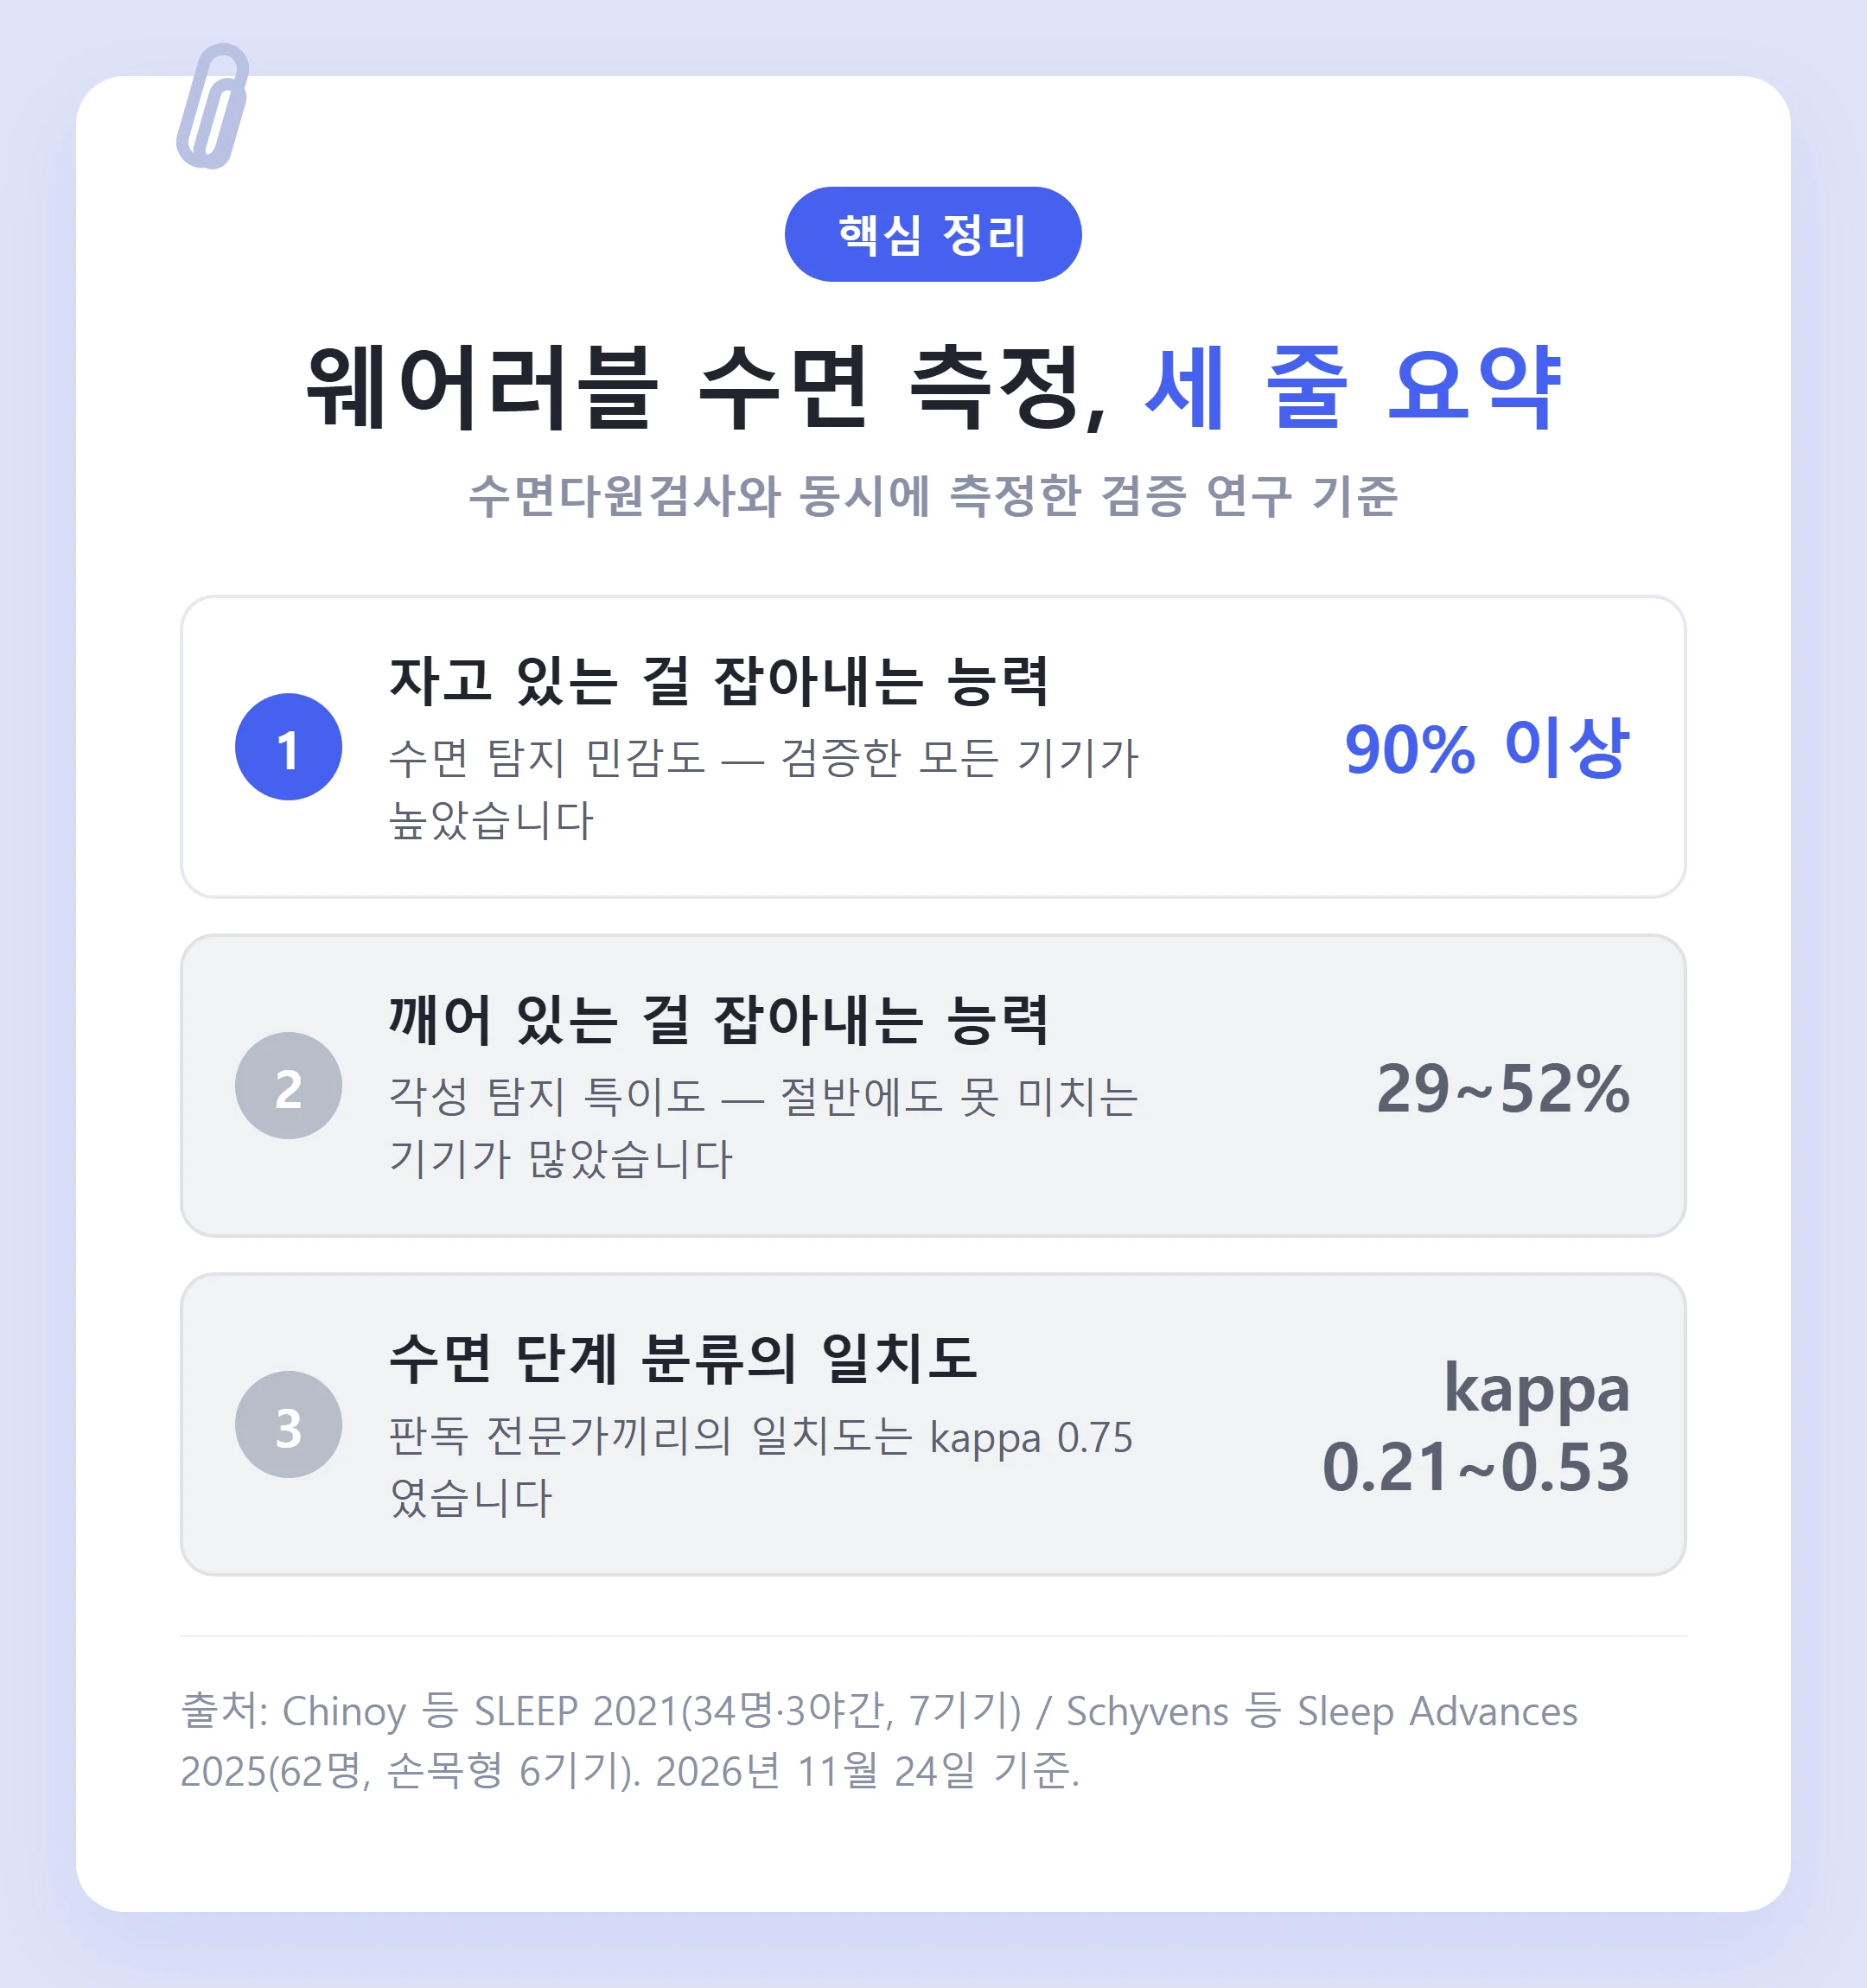 핵심 정리
웨어러블 수면 측정, 세 줄 요약
수면다원검사와 동시에 측정한 검증 연구 기준
1
자고 있는 걸 잡아내는 능력
수면 탐지 민감도 — 검증한 모든 기기가
높았습니다
90% 이상
2
깨어 있는 걸 잡아내는 능력
각성 탐지 특이도 — 절반에도 못 미치는
기기가 많았습니다
29~52%
3
수면 단계 분류의 일치도
판독 전문가끼리의 일치도는 kappa 0.75
였습니다
kappa
0.21~0.53
출처: Chinoy 등 SLEEP 2021(34명·3야간, 7기기) / Schyvens 등 Sleep Advances
2025(62명, 손목형 6기기). 2026년 11월 24일 기준.